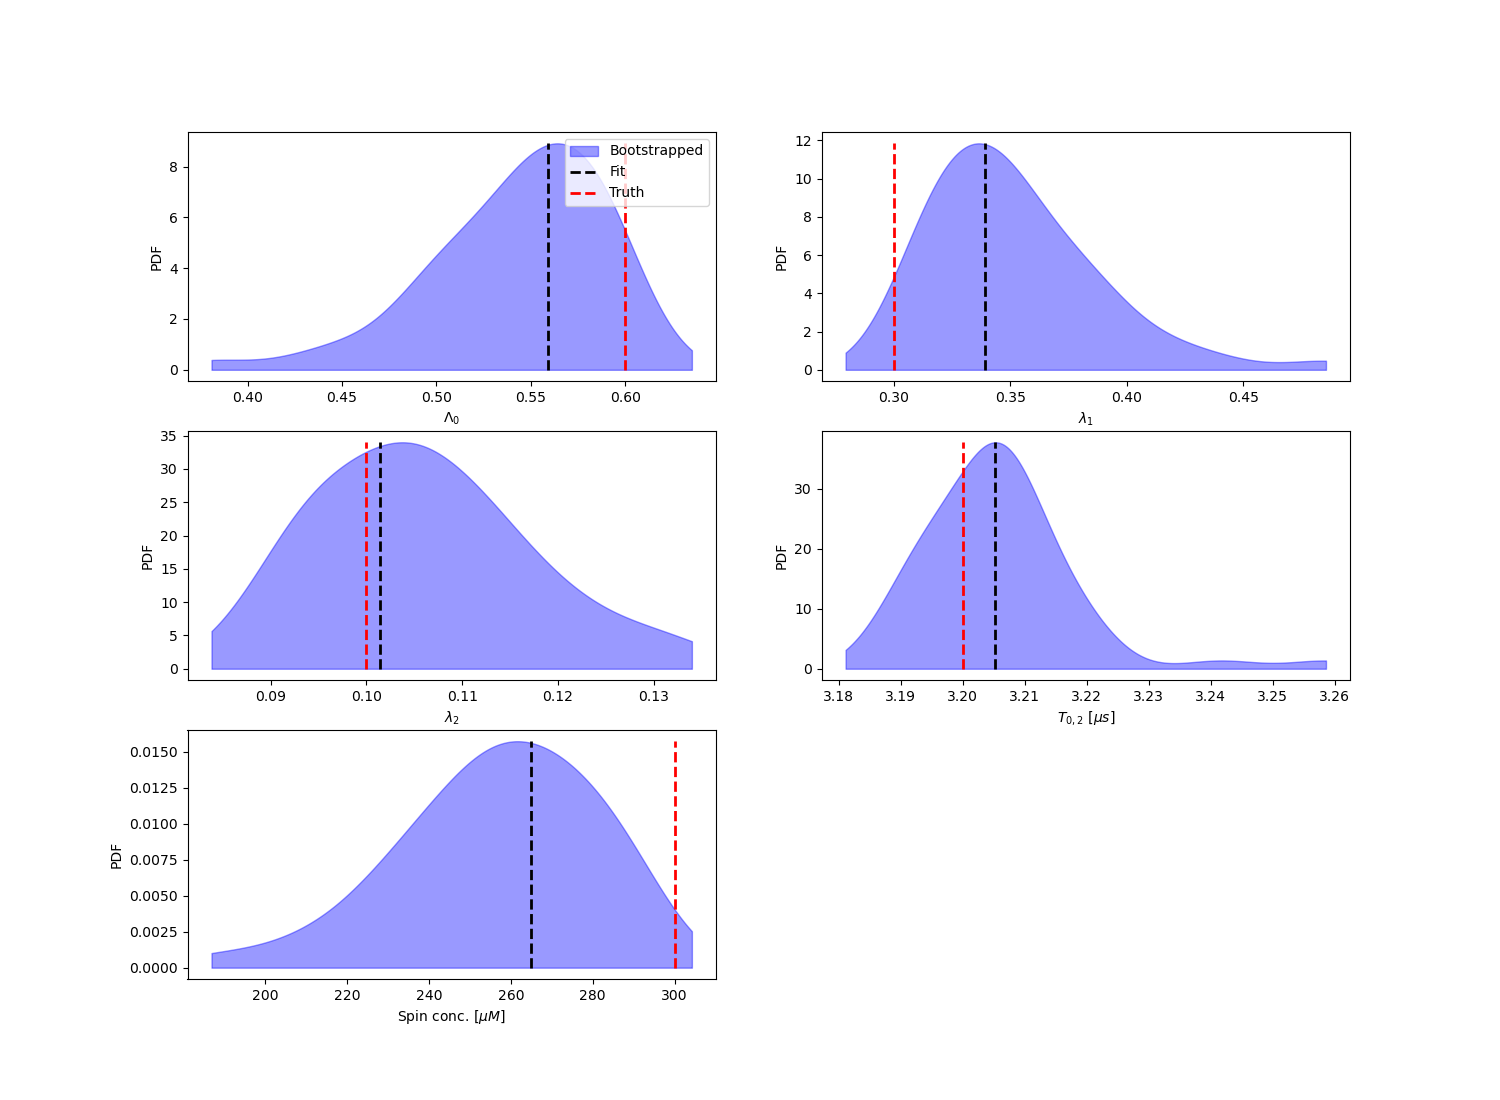 8
6
4
2
0
PDF
0.40 0.45 0.50 0.55 0.60
Λ₀
Bootstrapped
Fit
Truth
12
10
8
6
4
2
0
PDF
0.30 0.35 0.40 0.45
λ₁
35
30
25
20
15
10
5
0
PDF
0.09 0.10 0.11 0.12 0.13
λ₂
30
20
10
0
PDF
3.18 3.19 3.20 3.21 3.22 3.23 3.24 3.25 3.26
T₀,₂ [μs]
0.0150
0.0125
0.0100
0.0075
0.0050
0.0025
0.0000
PDF
200 220 240 260 280 300
Spin conc. [μM]